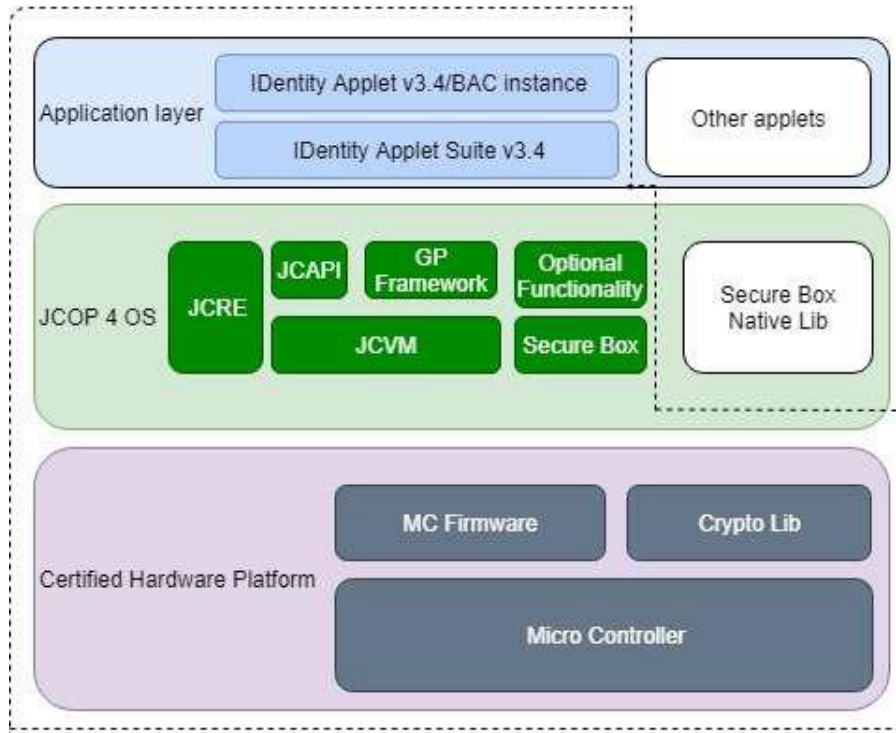 Application layer
IDentity Applet v3.4/BAC instance
IDentity Applet Suite v3.4
Other applets
JCOP 4 OS
JCRE
JCAPI
GP
Framework
Optional
Functionality
JCVM
Secure Box
Secure Box
Native Lib
Certified Hardware Platform
MC Firmware
Crypto Lib
Micro Controller